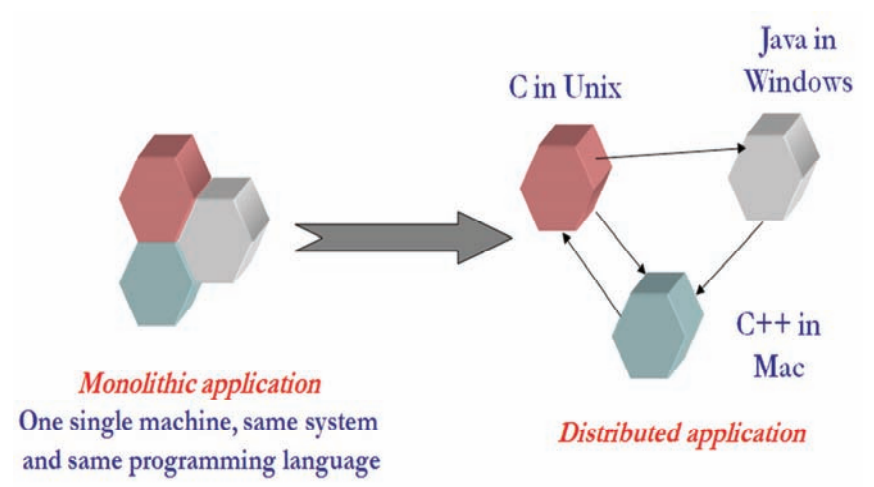 Monolithic application
One single machine, same system
and same programming language
C in Unix
Java in
Windows
C++ in
Mac
Distributed application